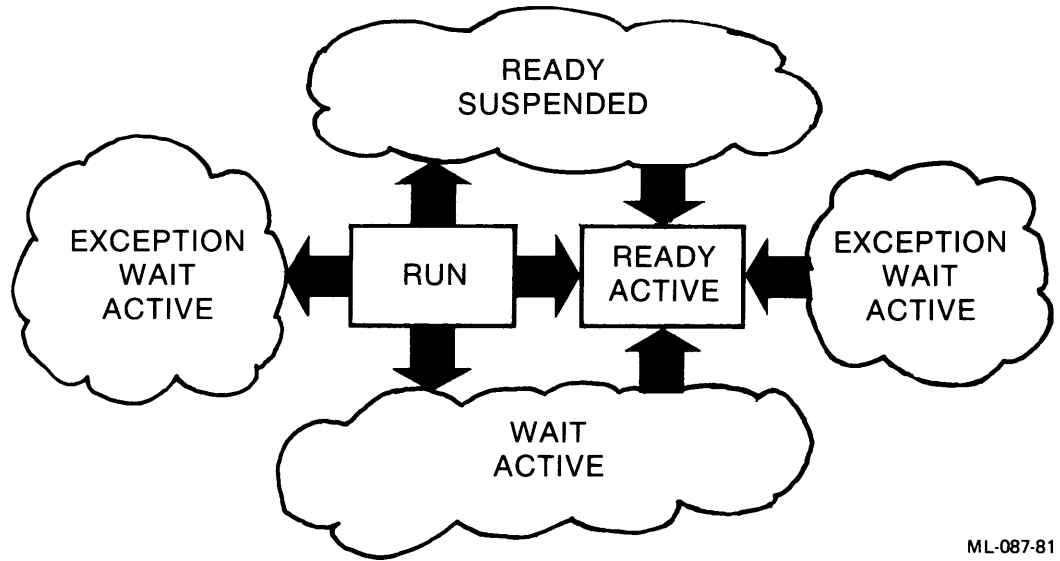 READY
SUSPENDED
EXCEPTION
WAIT
ACTIVE
RUN
READY
ACTIVE
EXCEPTION
WAIT
ACTIVE
WAIT
ACTIVE
ML-087-81